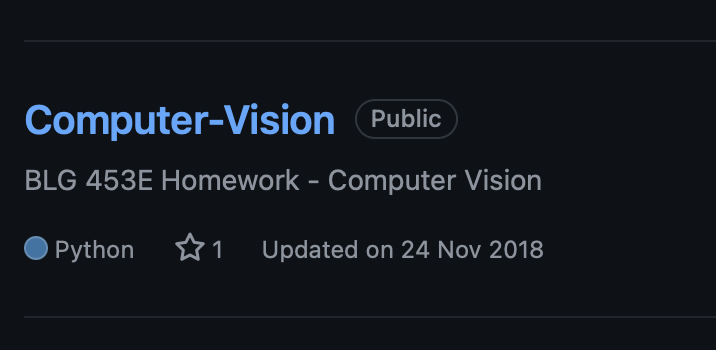 Computer-Vision Public
BLG 453E Homework - Computer Vision
Python 1 Updated on 24 Nov 2018